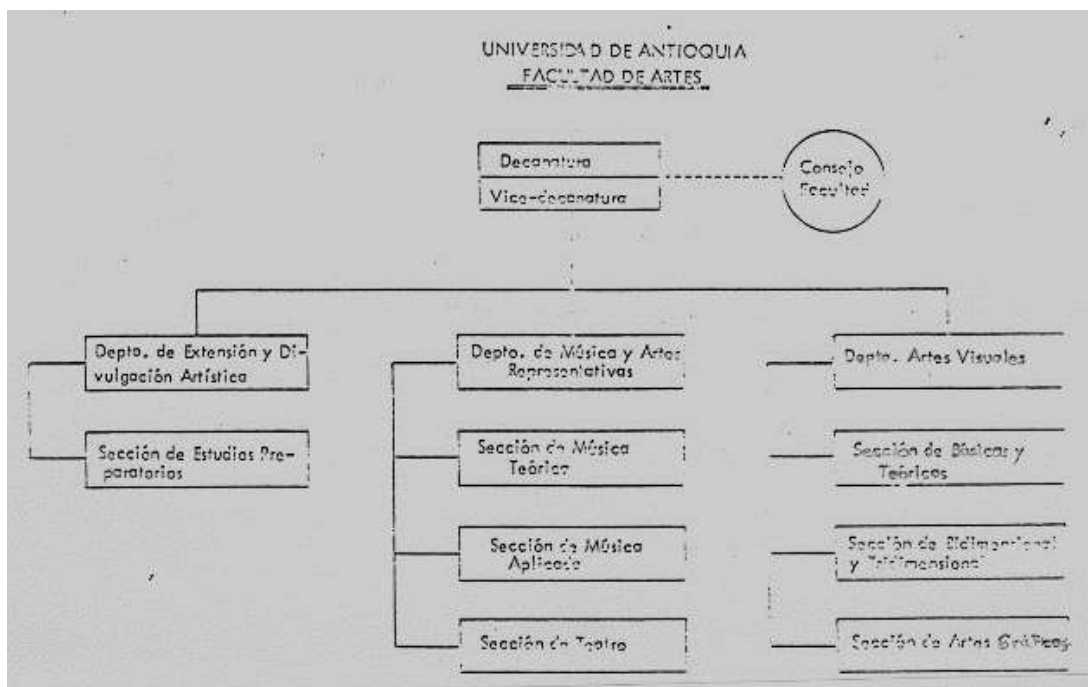 UNIVERSIDAD DE ANTIOQUIA
FACULTAD DE ARTES
Decanatura
Vice-decanatura
Consejo
Facultad
Depto. de Extensión y Di-
vulgación Artística
Sección de Estudios Pre-
paratorios
Depto. de Música y Artes
Representativas
Sección de Música
Teórica
Sección de Música
Aplicada
Sección de Teatro
Depto. Artes Visuales
Sección de Básicas y
Teóricas
Sección de Bidimensional
y Tridimensional
Sección de Artes Gráficas